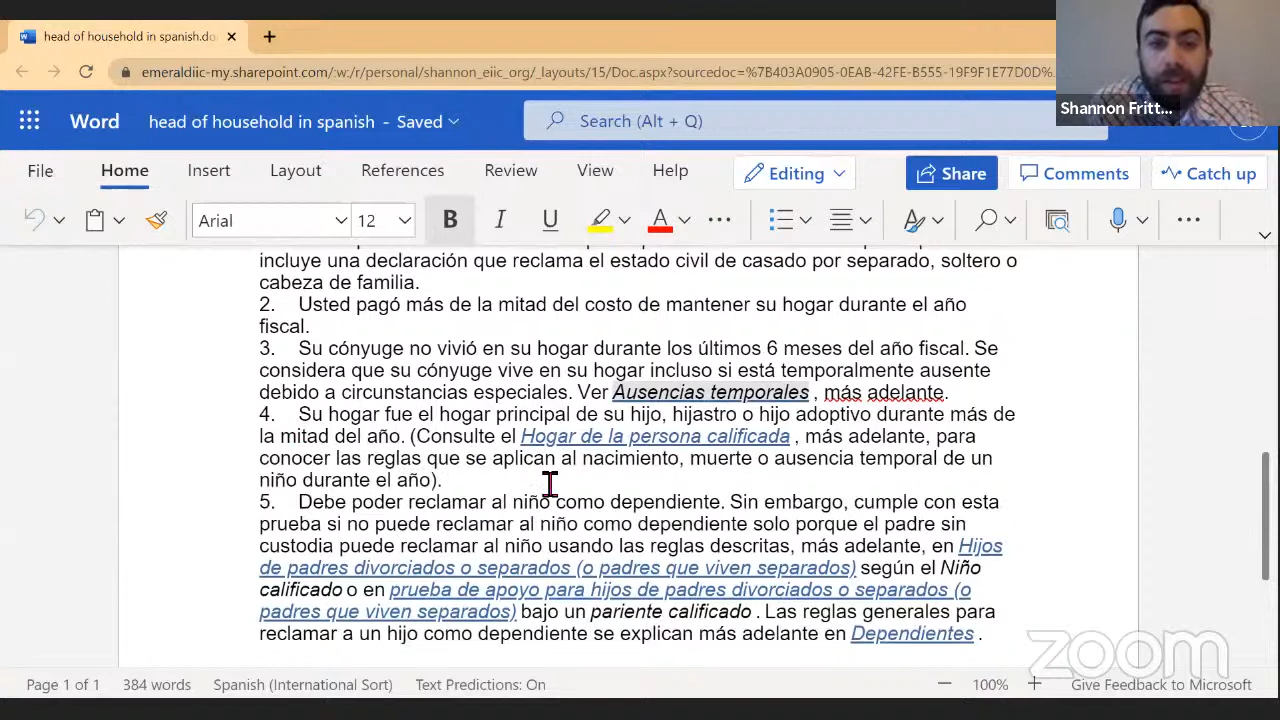 head of household in spanish.do
emeraldiic-my.sharepoint.com/:w:/r/personal/shannon_eiic_org/_layouts/15/Doc.aspx?sourcedoc=%7B403A0905-0EAB-42FE-B555-19F9F1E77D0D%.
Shannon Fritt...
Word head of household in spanish - Saved Search (Alt + Q)
File Home Insert Layout References Review View Help Editing Share Comments Catch up
Arial 12 B I U A
incluye una declaración que reclama el estado civil de casado por separado, soltero o
cabeza de familia.
2. Usted pagó más de la mitad del costo de mantener su hogar durante el año
fiscal.
3. Su cónyuge no vivió en su hogar durante los últimos 6 meses del año fiscal. Se
considera que su cónyuge vive en su hogar incluso si está temporalmente ausente
debido a circunstancias especiales. Ver Ausencias temporales , más adelante.
4. Su hogar fue el hogar principal de su hijo, hijastro o hijo adoptivo durante más de
la mitad del año. (Consulte el Hogar de la persona calificada , más adelante, para
conocer las reglas que se aplican al nacimiento, muerte o ausencia temporal de un
niño durante el año).
5. Debe poder reclamar al niño como dependiente. Sin embargo, cumple con esta
prueba si no puede reclamar al niño como dependiente solo porque el padre sin
custodia puede reclamar al niño usando las reglas descritas, más adelante, en Hijos
de padres divorciados o separados (o padres que viven separados) según el Niño
calificado o en prueba de apoyo para hijos de padres divorciados o separados (o
padres que viven separados) bajo un pariente calificado . Las reglas generales para
reclamar a un hijo como dependiente se explican más adelante en Dependientes .
zoom
Page 1 of 1 384 words Spanish (International Sort) Text Predictions: On 100% Give Feedback to Microsoft